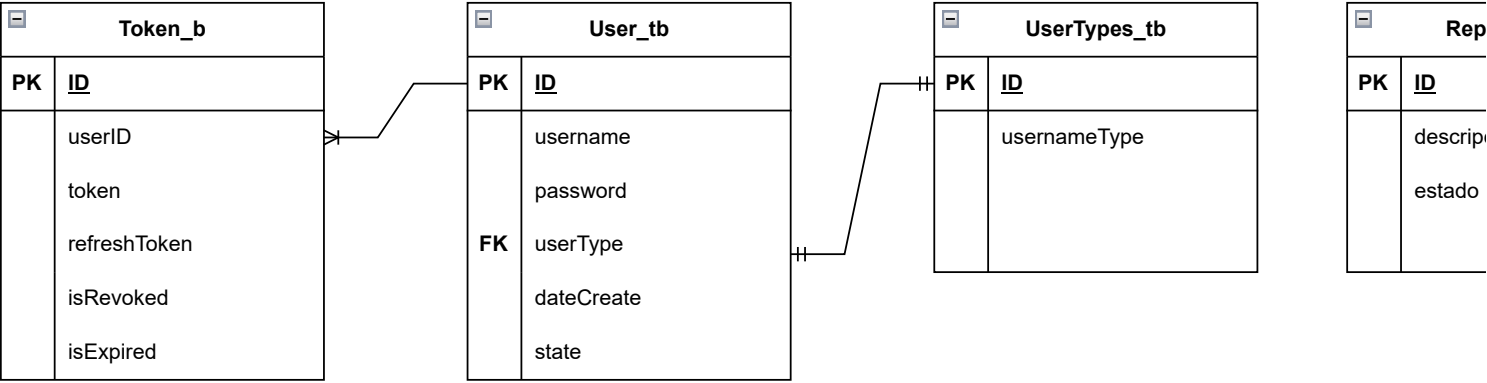 Token_b
PK ID
userID
token
refreshToken
isRevoked
isExpired
User_tb
PK ID
username
password
FK userType
dateCreate
state
UserTypes_tb
PK ID
usernameType
Rep
PK ID
descrip
estado